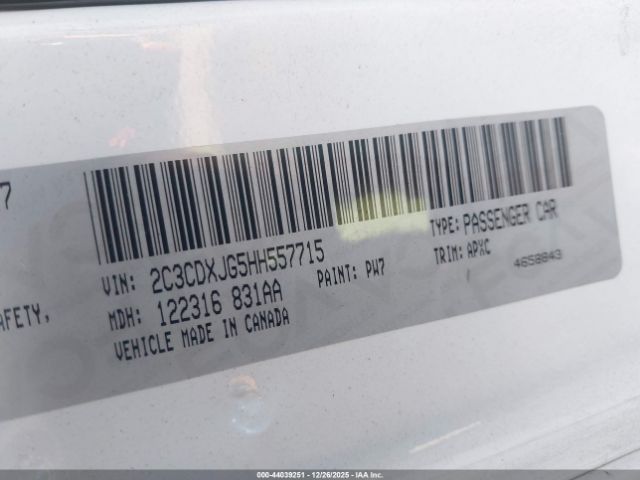 7
AFETY,
VIN: 2C3CDXJG5HH557715
MDH: 122316 831AA
VEHICLE MADE IN CANADA
PAINT: PW7
TYPE: PASSENGER CAR
TRIM: APXC
4658843
000-44039251 | 12/26/2025 - IAA, Inc.